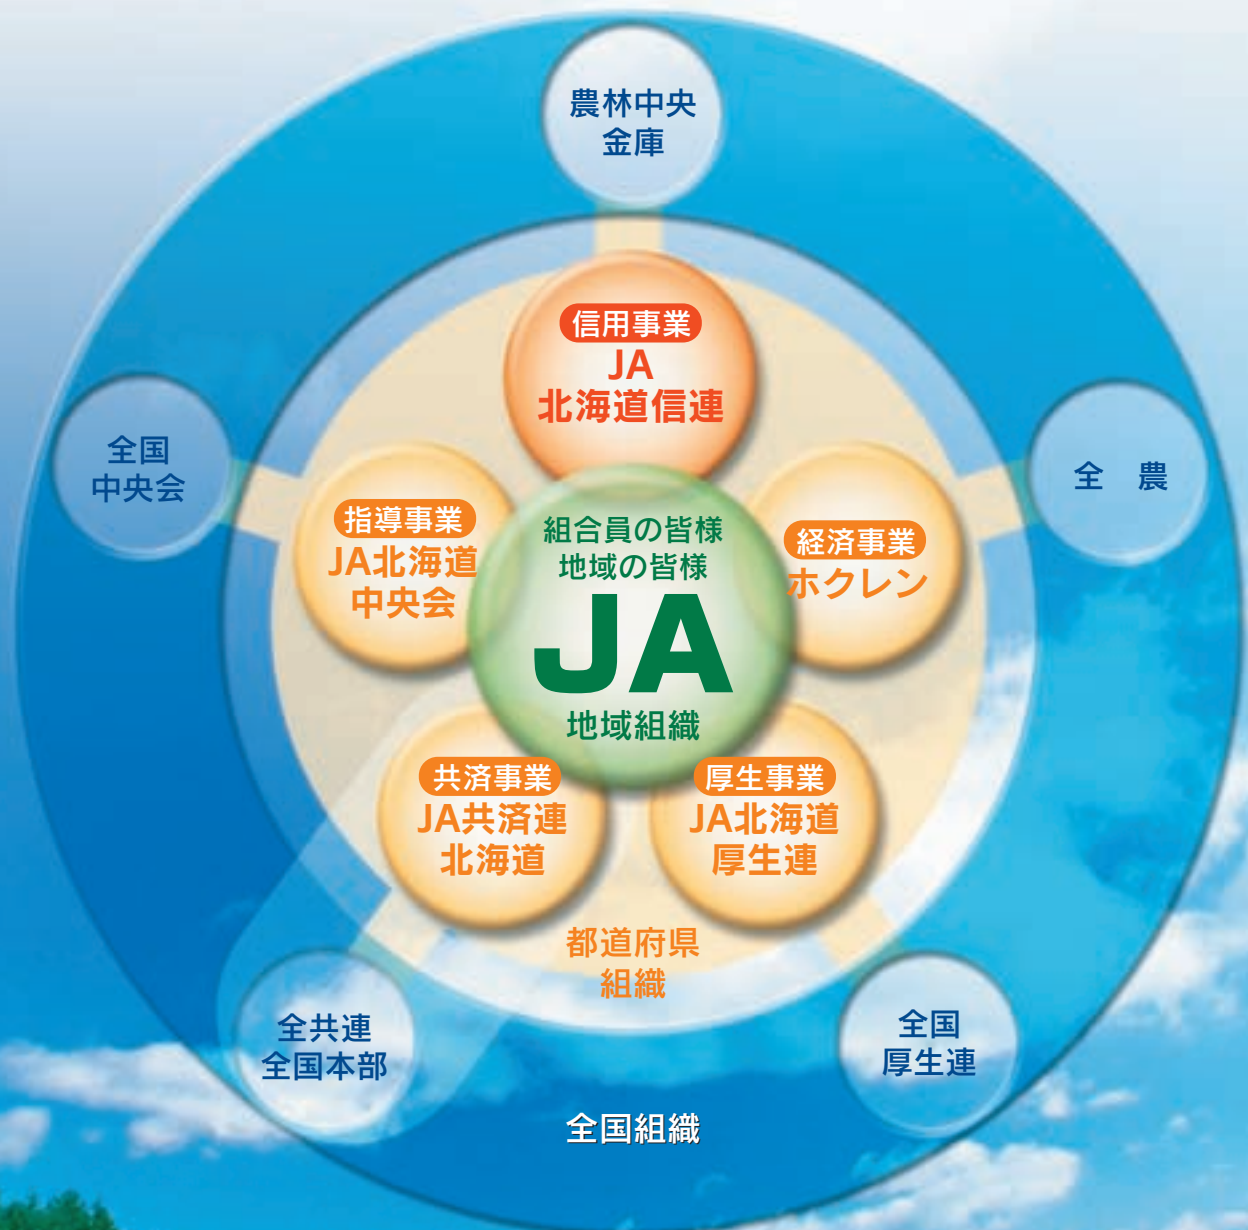 農林中央
金庫
信用事業
JA
北海道信連
全国
中央会
全　農
指導事業
JA北海道
中央会
組合員の皆様
地域の皆様
JA
地域組織
経済事業
ホクレン
共済事業
JA共済連
北海道
厚生事業
JA北海道
厚生連
都道府県
組織
全共連
全国本部
全国
厚生連
全国組織